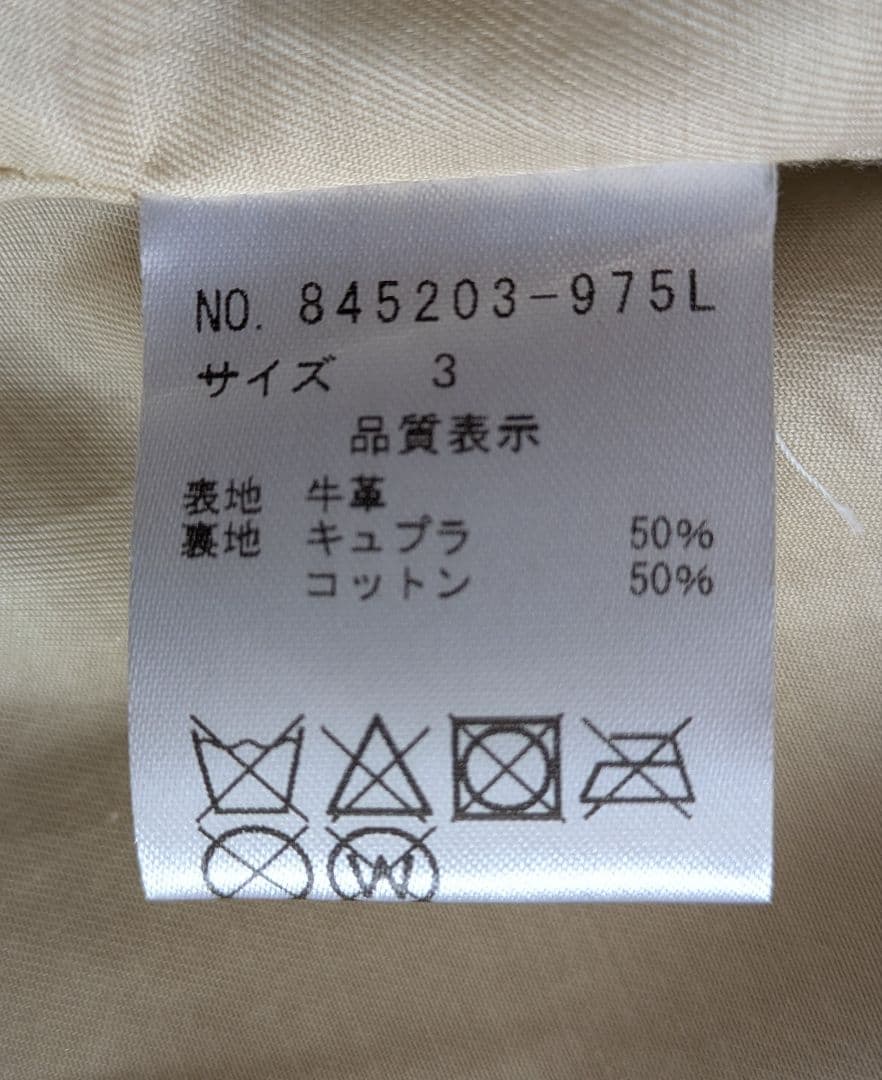 NO. 845203-975L
サイズ 3
品質表示
表地 牛革
裏地 キュプラ 50%
コットン 50%
W